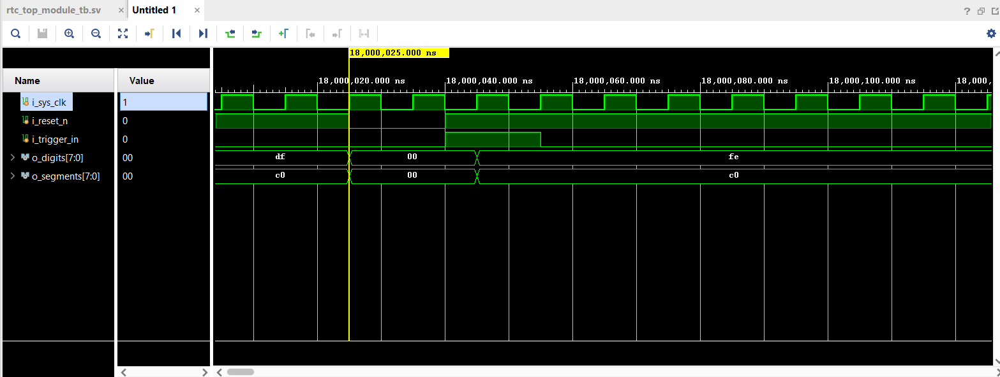 rtc_top_module_tb.sv × Untitled 1 × ?
18,000,025.000 ns
Name Value
18,000,020.000 ns 18,000,040.000 ns 18,000,060.000 ns 18,000,080.000 ns 18,000,100.000 ns 18,000,
i_sys_clk 1
i_reset_n 0
i_trigger_in 0
o_digits[7:0] 00 df 00 fe
o_segments[7:0] 00 c0 00 c0